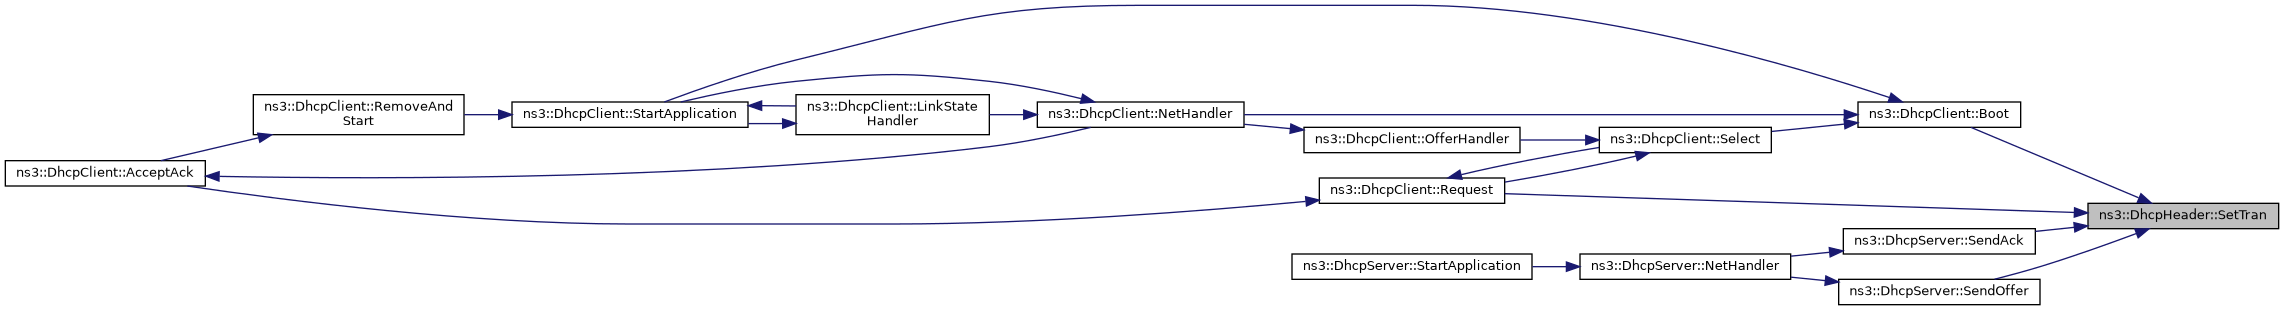 ns3::DhcpClient::RemoveAnd
Start
ns3::DhcpClient::AcceptAck
ns3::DhcpClient::StartApplication
ns3::DhcpClient::LinkState
Handler
ns3::DhcpClient::NetHandler
ns3::DhcpClient::OfferHandler
ns3::DhcpClient::Request
ns3::DhcpClient::Select
ns3::DhcpClient::Boot
ns3::DhcpHeader::SetTran
ns3::DhcpServer::SendAck
ns3::DhcpServer::StartApplication
ns3::DhcpServer::NetHandler
ns3::DhcpServer::SendOffer